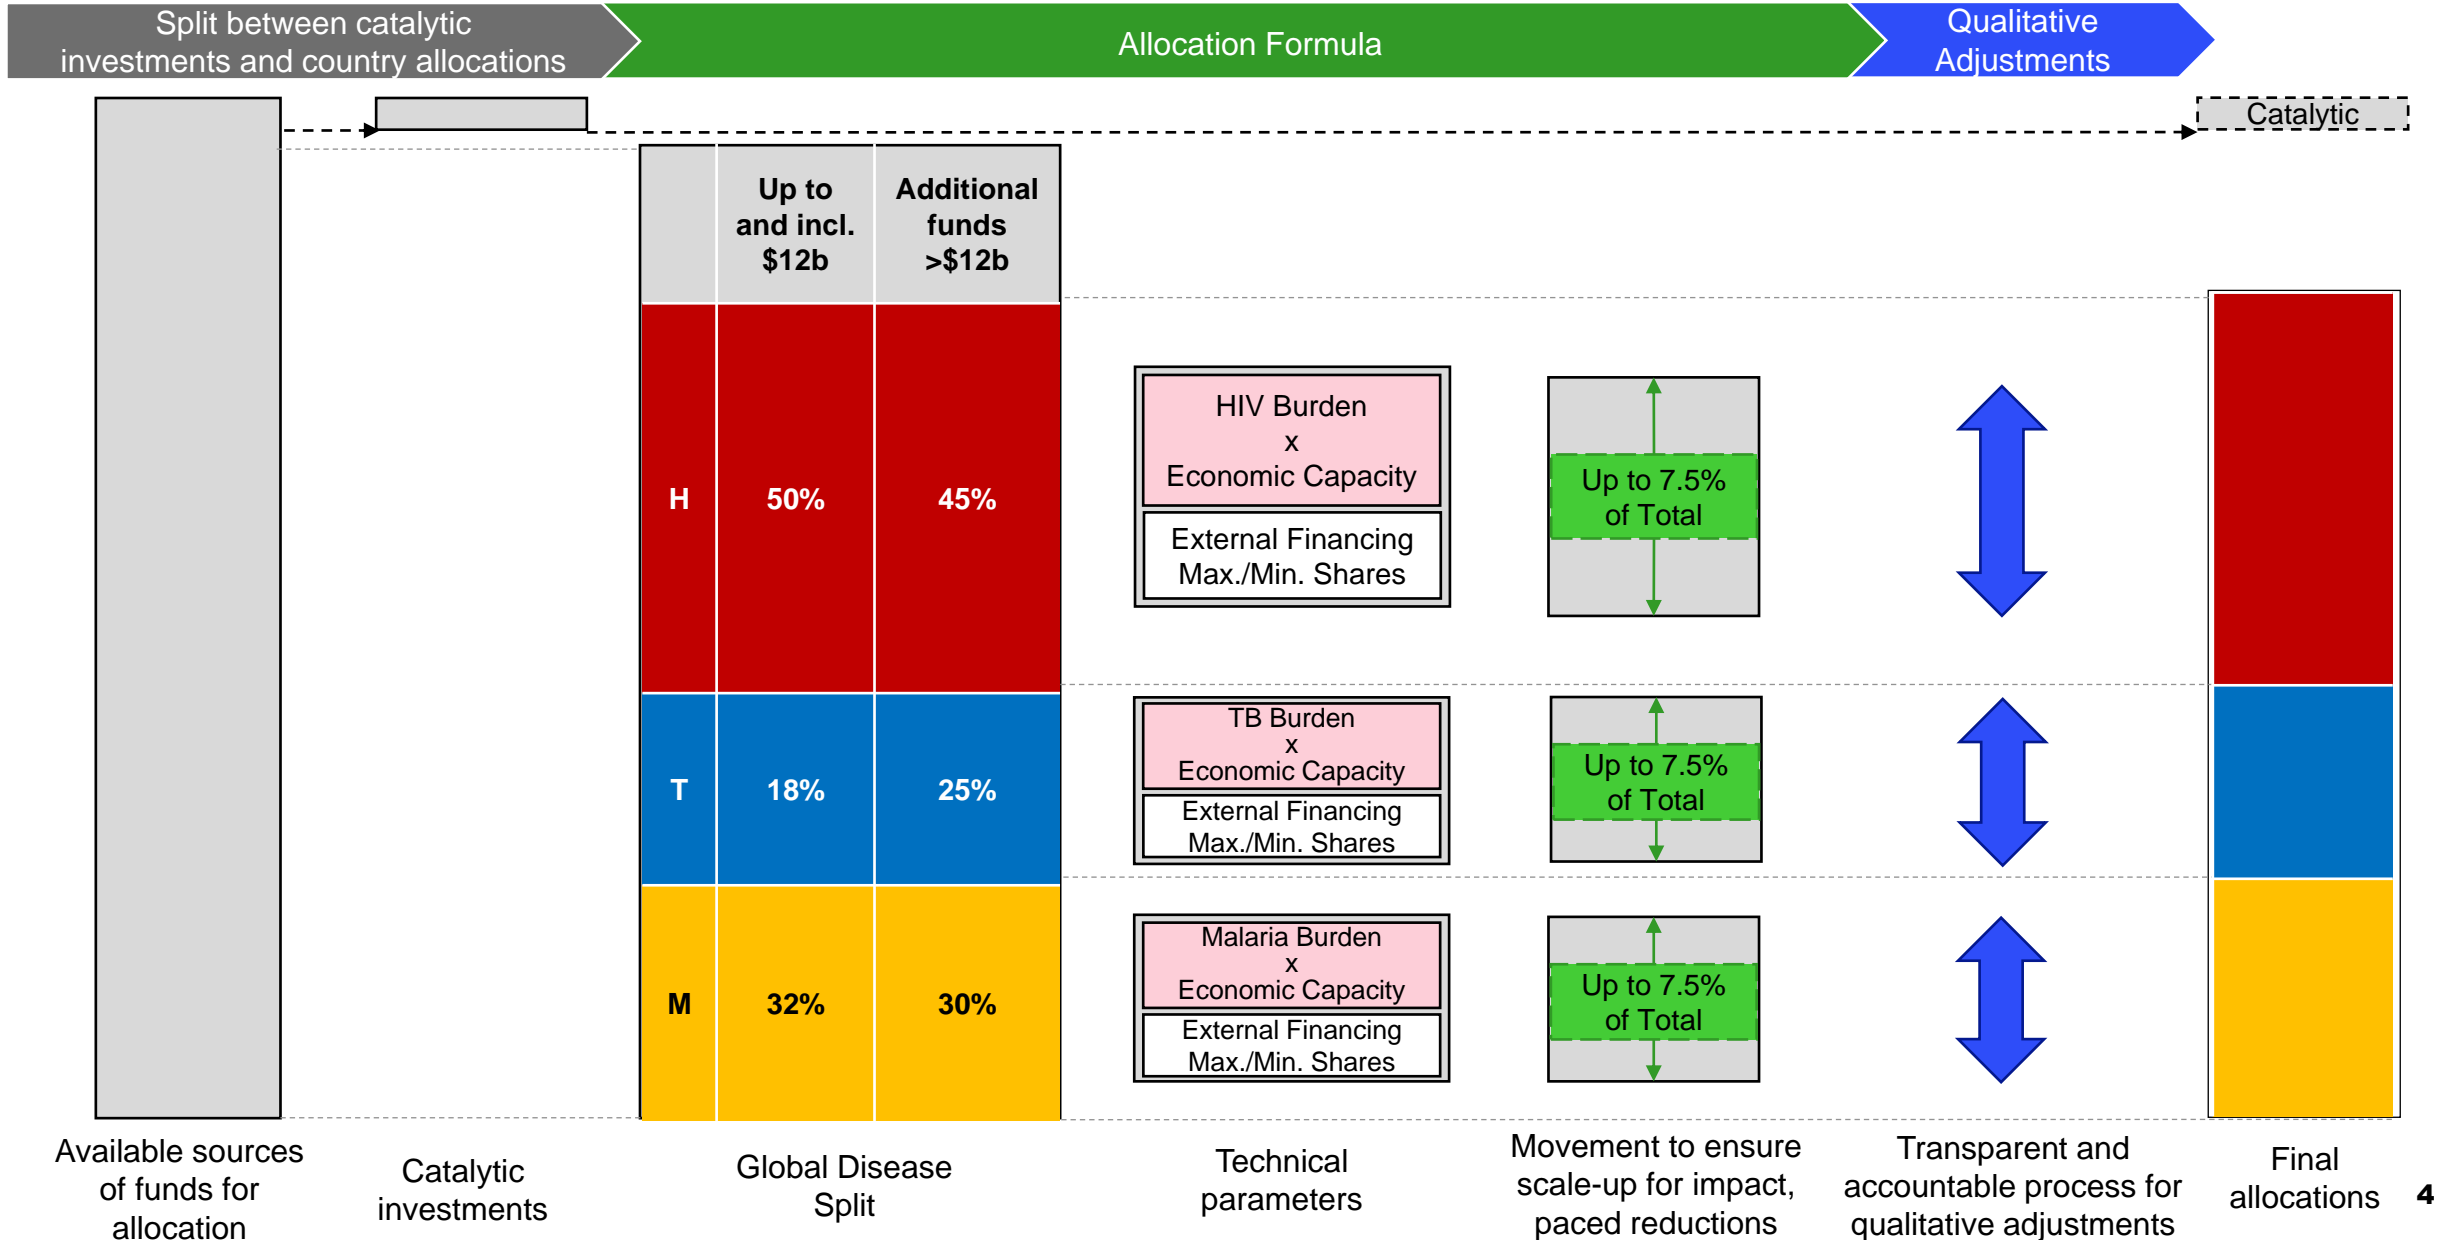 Split between catalytic
investments and country allocations
Allocation Formula
Qualitative
Adjustments
Catalytic
Up to
and incl.
$12b
Additional
funds
>$12b
H
50%
45%
T
18%
25%
M
32%
30%
HIV Burden
x
Economic Capacity
External Financing
Max./Min. Shares
Up to 7.5%
of Total
TB Burden
x
Economic Capacity
External Financing
Max./Min. Shares
Up to 7.5%
of Total
Malaria Burden
x
Economic Capacity
External Financing
Max./Min. Shares
Up to 7.5%
of Total
Available sources
of funds for
allocation
Catalytic
investments
Global Disease
Split
Technical
parameters
Movement to ensure
scale-up for impact,
paced reductions
Transparent and
accountable process for
qualitative adjustments
Final
allocations
4